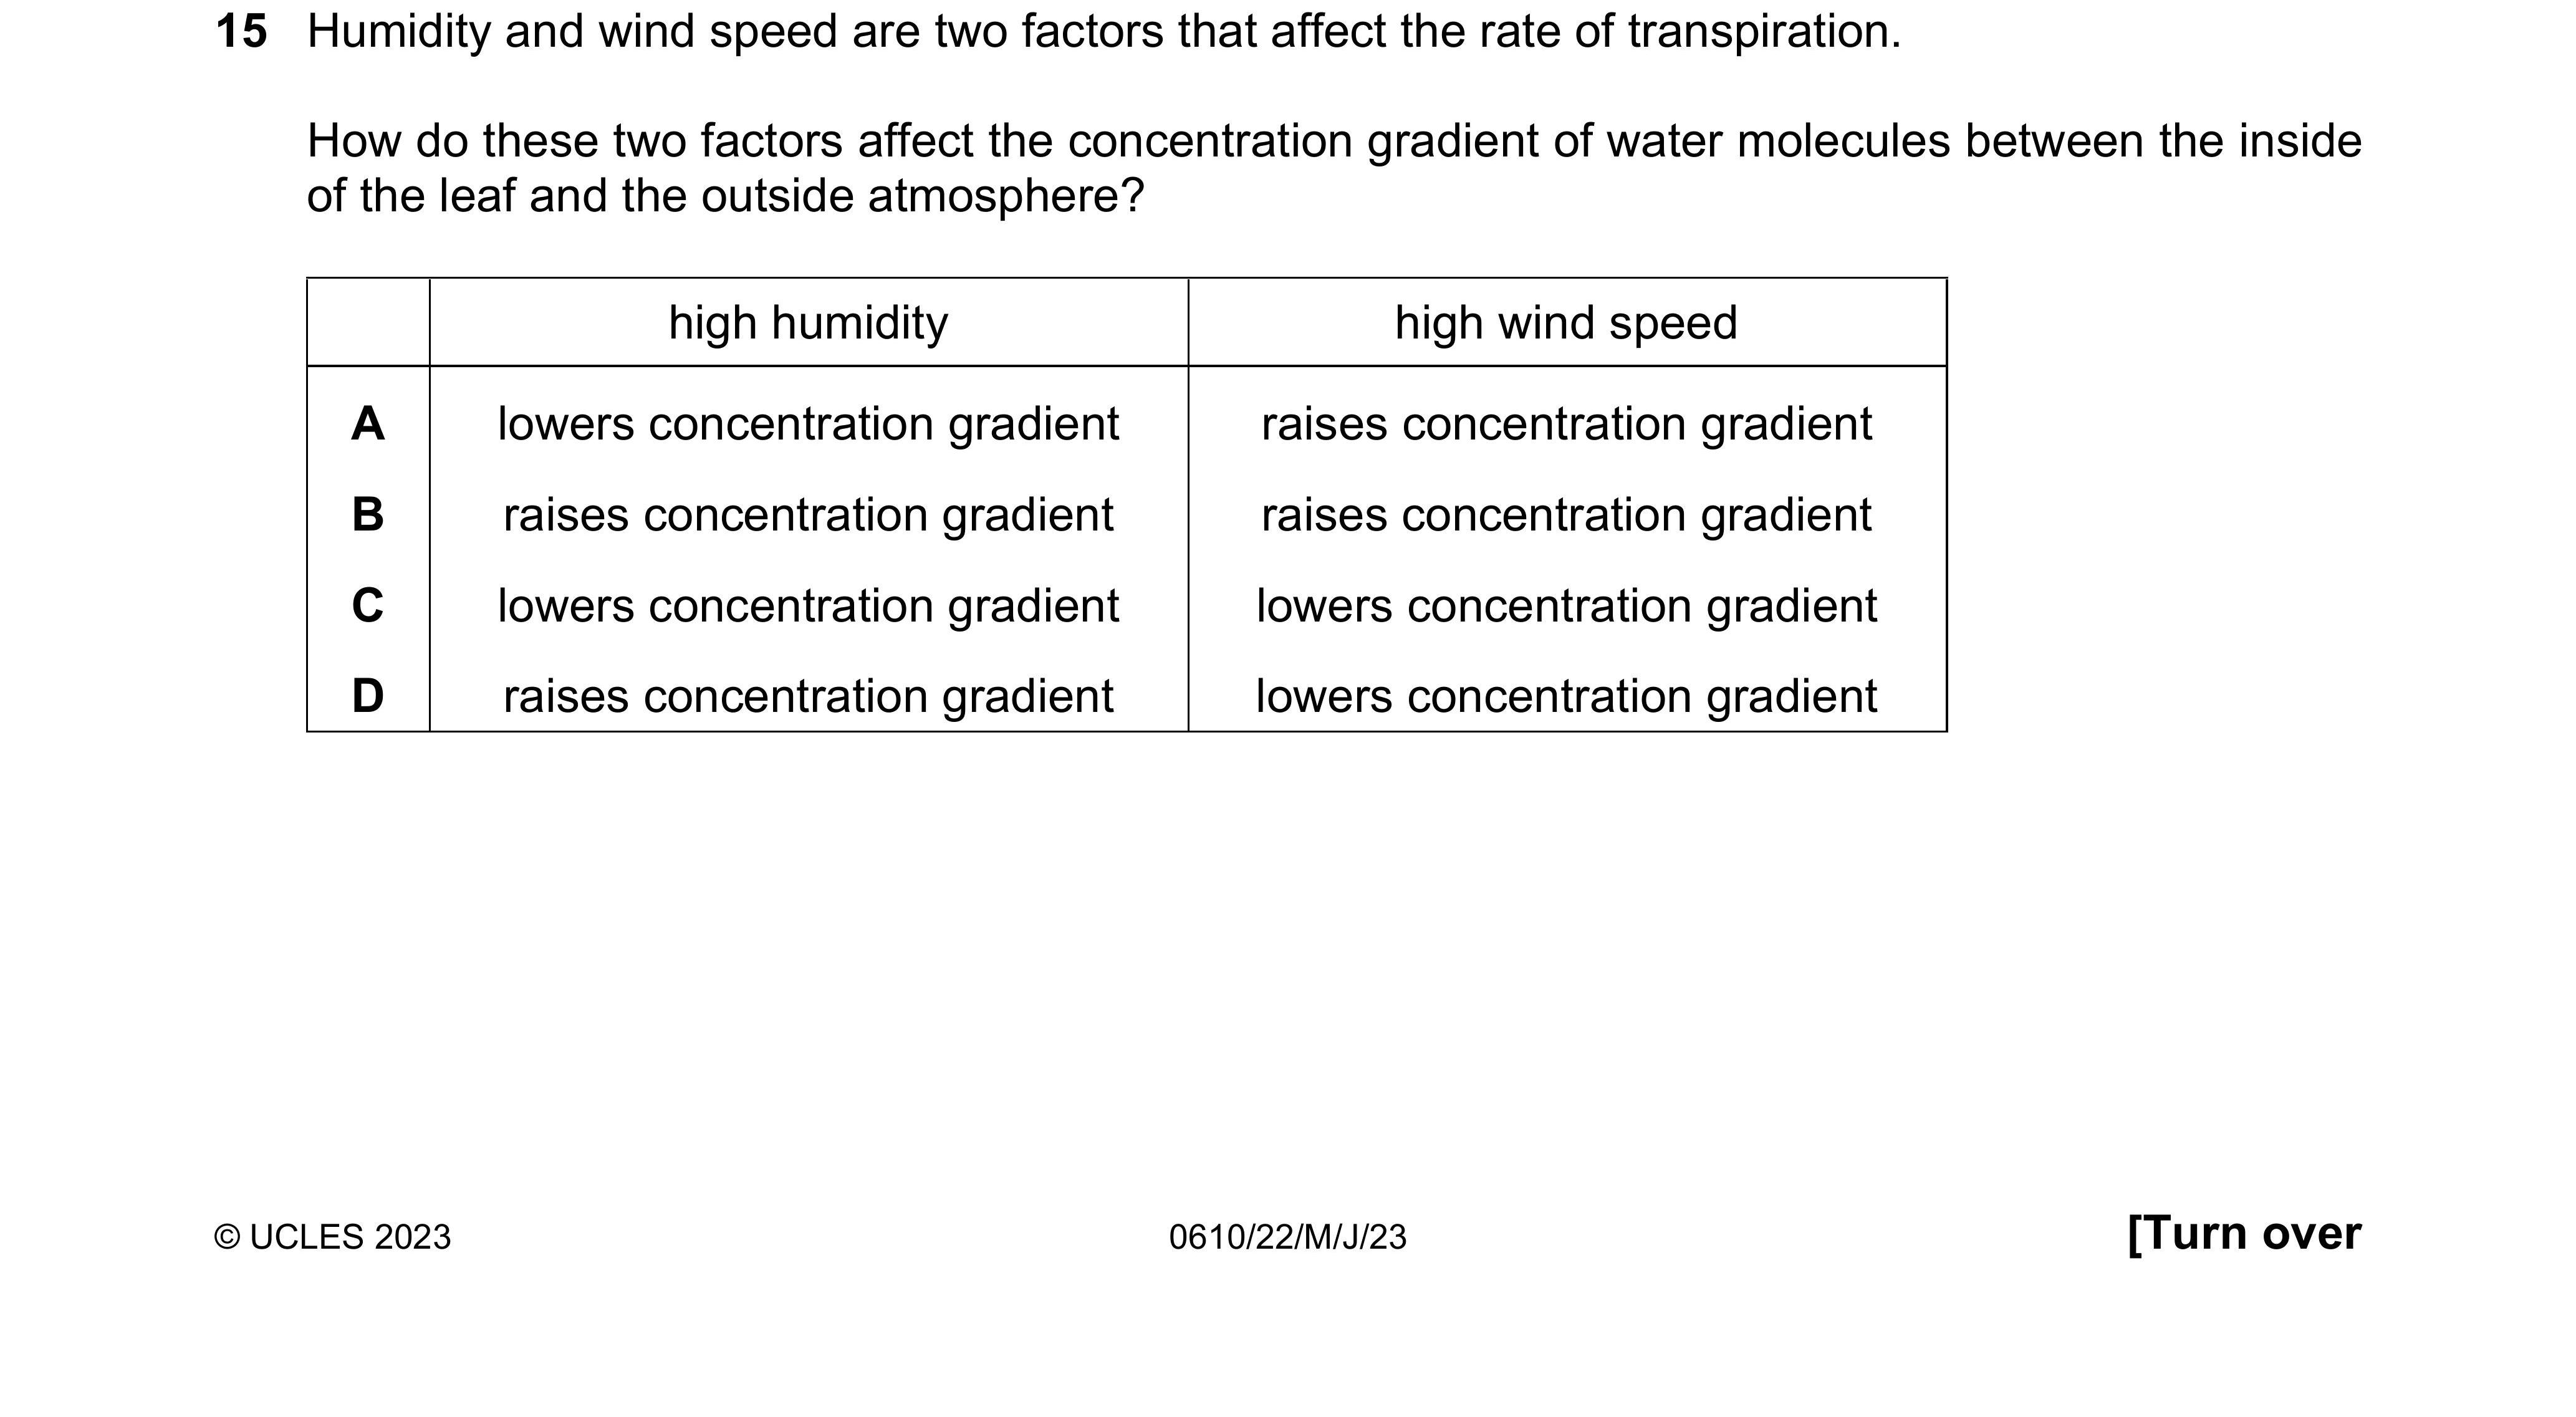 15 Humidity and wind speed are two factors that affect the rate of transpiration.
How do these two factors affect the concentration gradient of water molecules between the inside
of the leaf and the outside atmosphere?
high humidity high wind speed
A lowers concentration gradient raises concentration gradient
B raises concentration gradient raises concentration gradient
C lowers concentration gradient lowers concentration gradient
D raises concentration gradient lowers concentration gradient
© UCLES 2023 0610/22/M/J/23 [Turn over